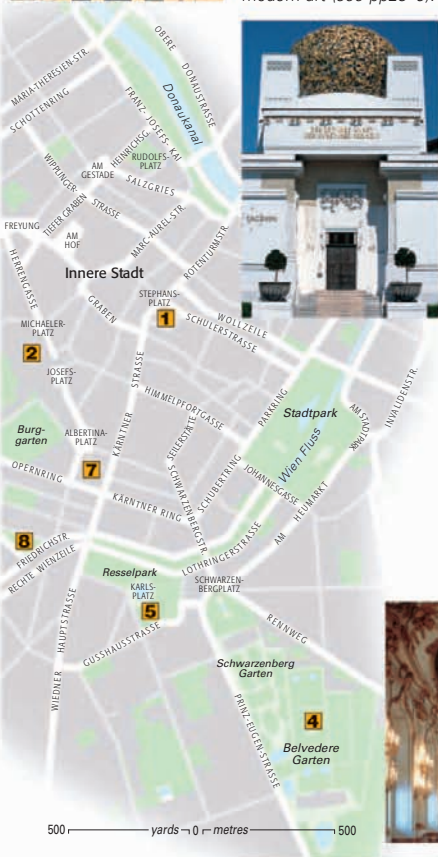 modern art (see pp
OBERE
DONAUSTRASSE
Donaukanal
FRANZ-JOSEFS-KAI
MARIA-THERESIEN-STR.
SCHOTTENRING
HEINRICHSG.
RUDOLFS-
PLATZ
AM
GESTADE
SALZGRIES
WIPPLINGER-
STRASSE
TIEFER GRABEN
MARC-AUREL-STR.
FREYUNG
AM
HOF
ROTENTURMSTR.
HERRENGASSE
Innere Stadt
STEPHANS-
PLATZ
1
GRABEN
WOLLZEILE
SCHULERSTRASSE
MICHAELER-
PLATZ
2
JOSEFS-
PLATZ
HIMMELPFORTGASSE
PARKRING
Stadtpark
AM STADTPARK
INVALIDENSTR.
Burg-
garten
ALBERTINA-
PLATZ
KÄRNTNER
STRASSE
SEILERSTÄTTE
SCHWARZENBERGSTR.
SCHUBERTRING
JOHANNESGASSE
Wien Fluss
OPERNRING
7
KÄRNTNER RING
AM
HEUMARKT
8
FRIEDRICHSTR.
RECHTE WIENZEILE
LOTHRINGERSTRASSE
Resselpark
KARLS-
PLATZ
5
SCHWARZEN-
BERGPLATZ
WIEDNER
HAUPTSTRASSE
GUSSHAUSSTRASSE
RENNWEG
Schwarzenberg
Garten
PRINZ-EUGEN-STRASSE
4
Belvedere
Garten
500 yards 0 metres 500